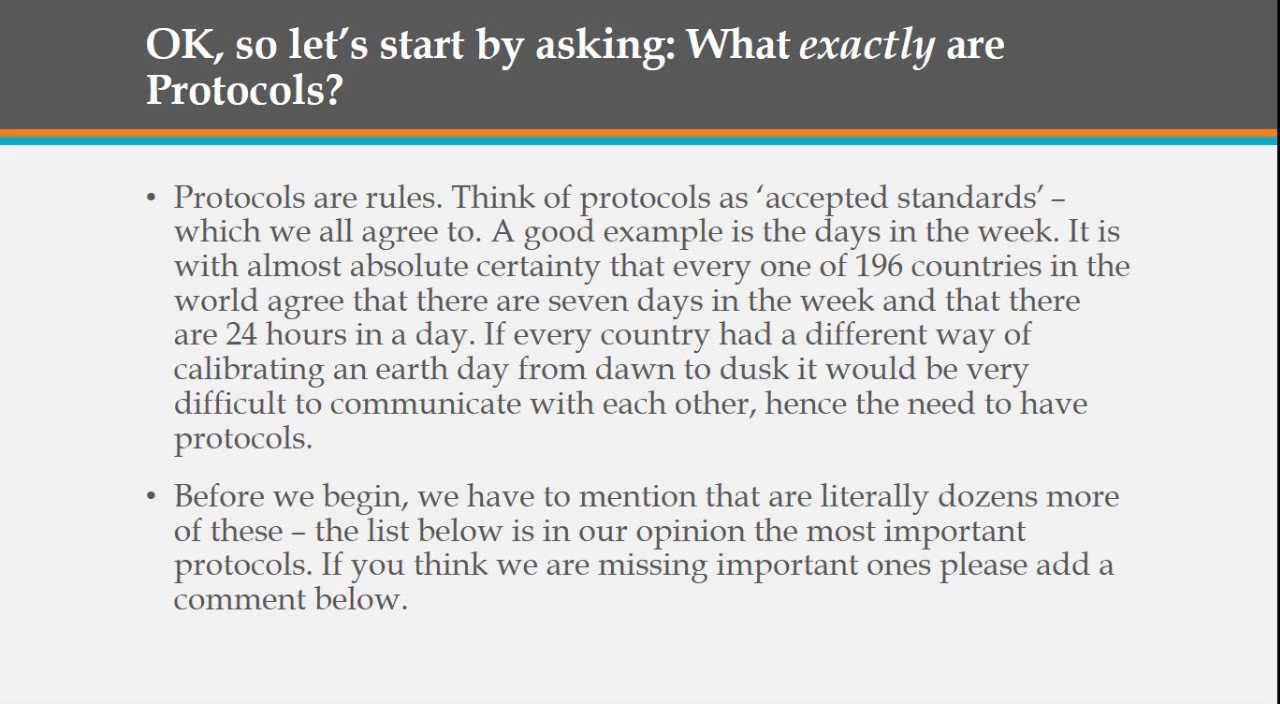 OK, so let’s start by asking: What exactly are
Protocols?
• Protocols are rules. Think of protocols as ‘accepted standards’ –
which we all agree to. A good example is the days in the week. It is
with almost absolute certainty that every one of 196 countries in the
world agree that there are seven days in the week and that there
are 24 hours in a day. If every country had a different way of
calibrating an earth day from dawn to dusk it would be very
difficult to communicate with each other, hence the need to have
protocols.
• Before we begin, we have to mention that are literally dozens more
of these – the list below is in our opinion the most important
protocols. If you think we are missing important ones please add a
comment below.